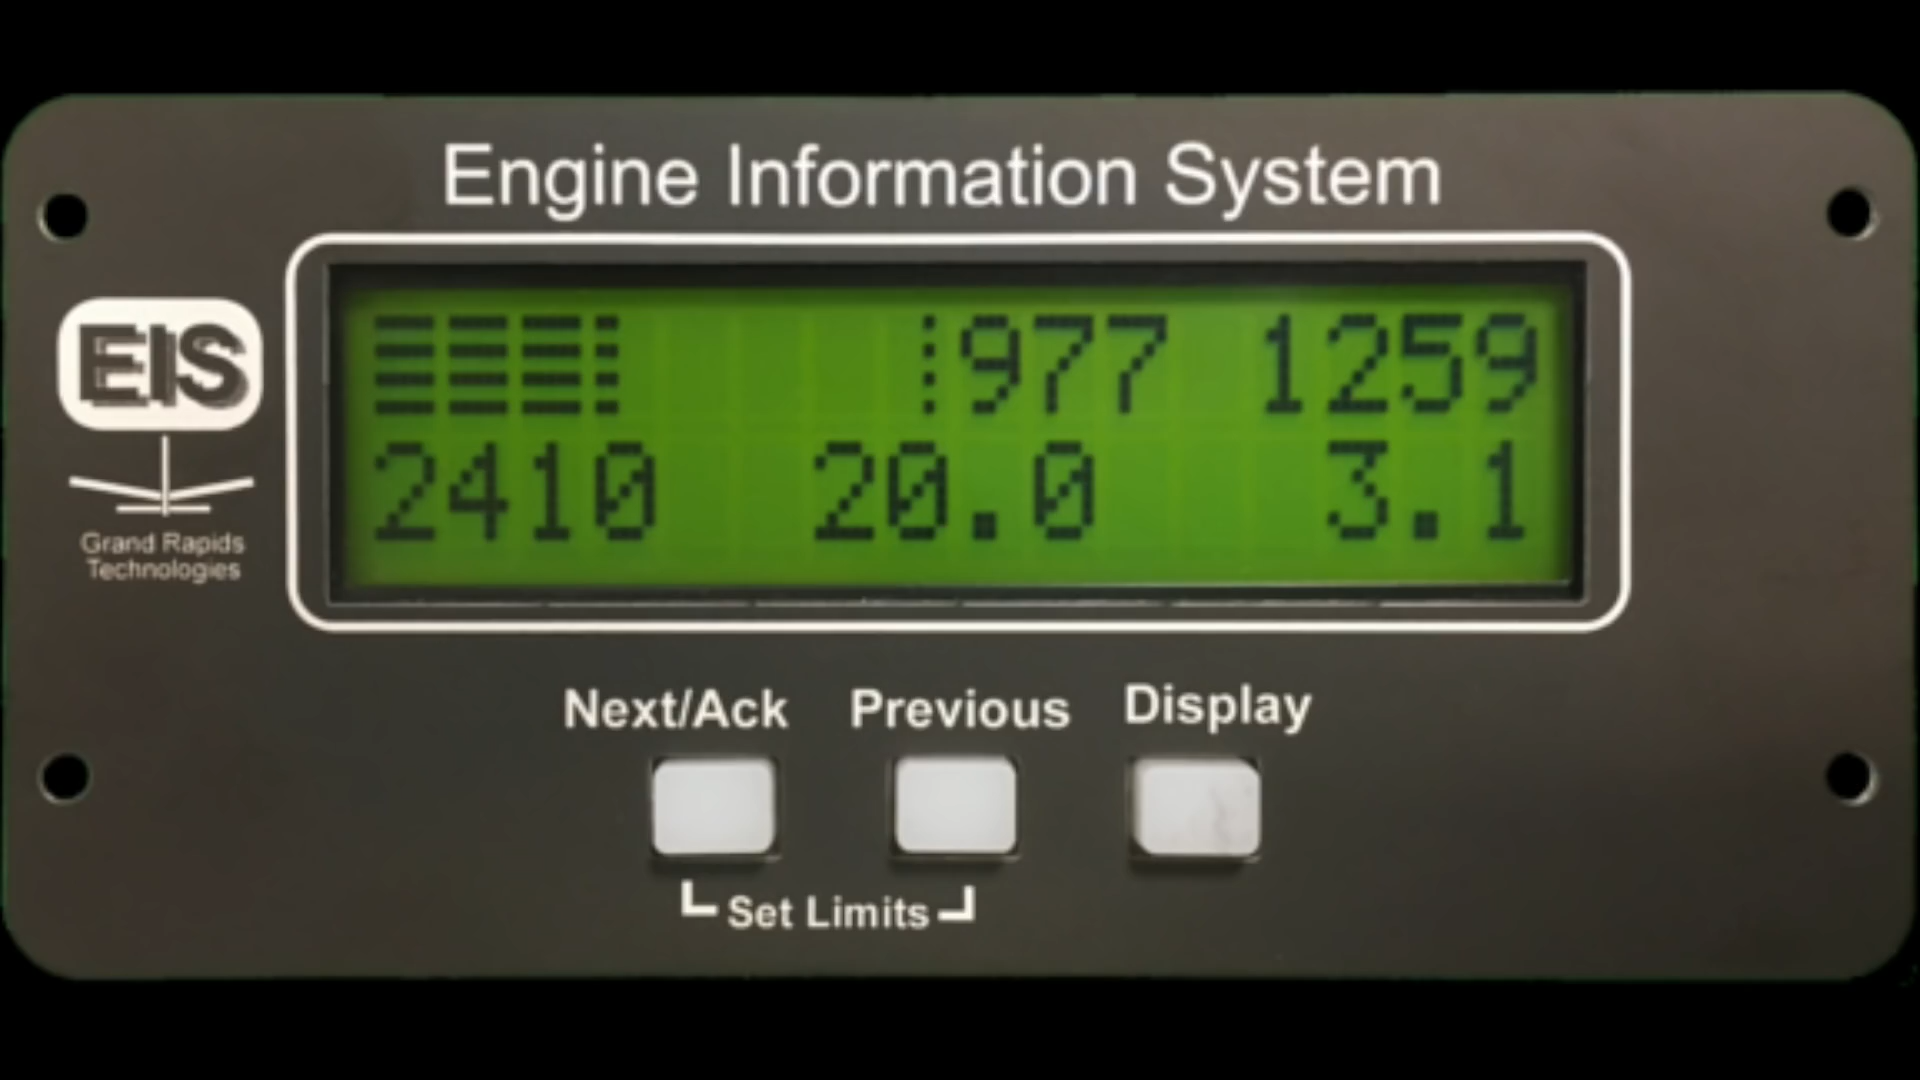 Engine Information System
EIS
Grand Rapids
Technologies
977 1259
2410 20.0 3.1
Next/Ack Previous Display
Set Limits